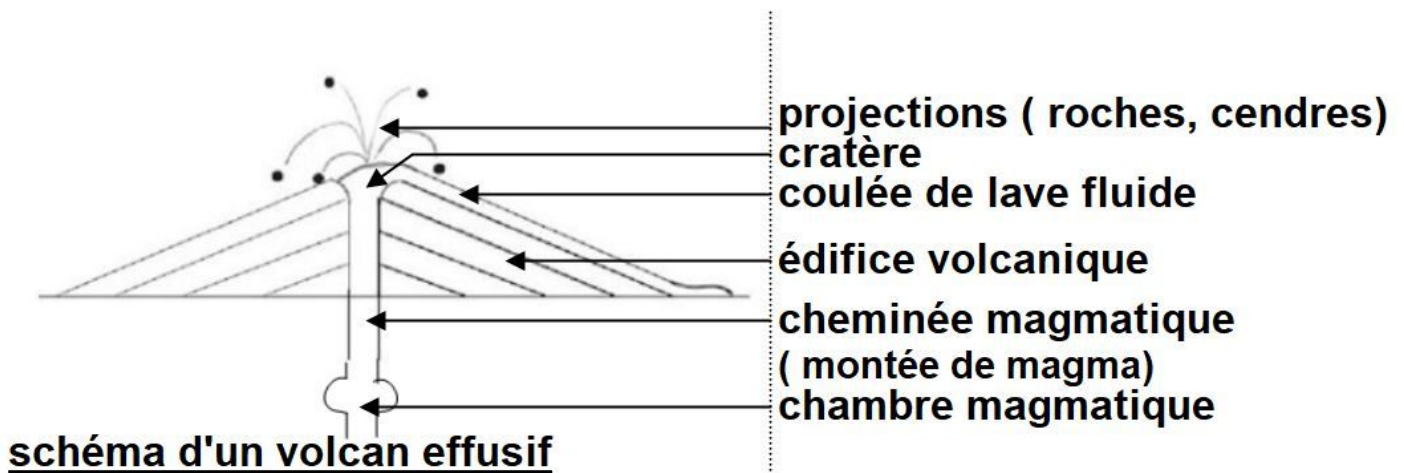 projections ( roches, cendres)
cratère
coulée de lave fluide
édifice volcanique
cheminée magmatique
( montée de magma)
chambre magmatique
schéma d'un volcan effusif